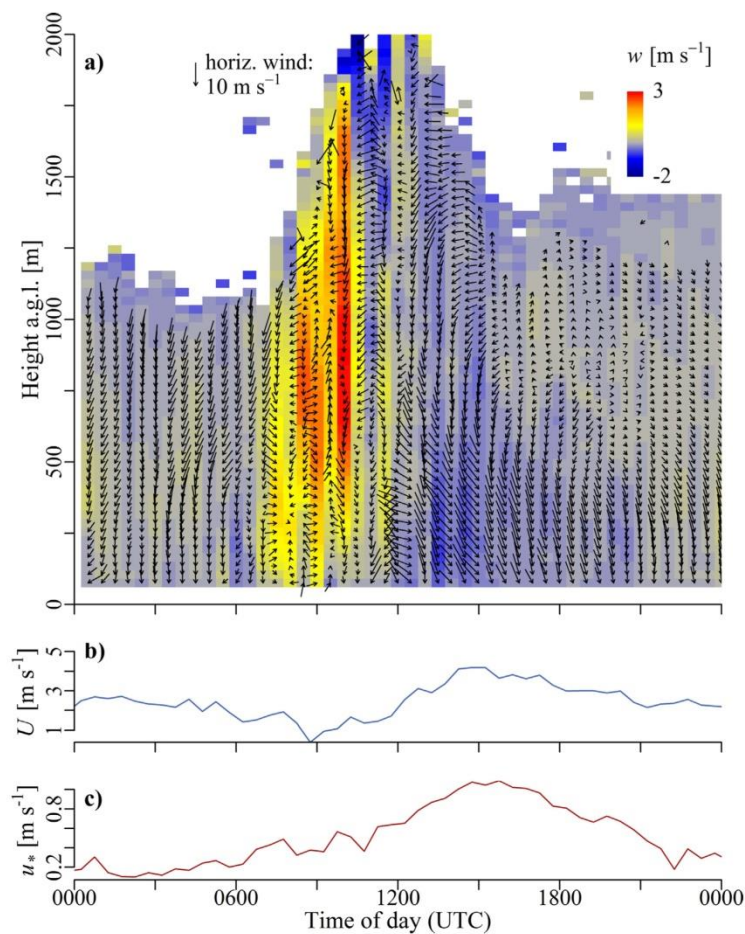 a)
horiz. wind:
10 m s⁻¹
w [m s⁻¹]
3
-2
Height a.g.l. [m]
2000
1500
1000
500
0
b)
U [m s⁻¹]
5
3
1
c)
u* [m s⁻¹]
0.8
0.2
0000 0600 1200 1800 0000
Time of day (UTC)